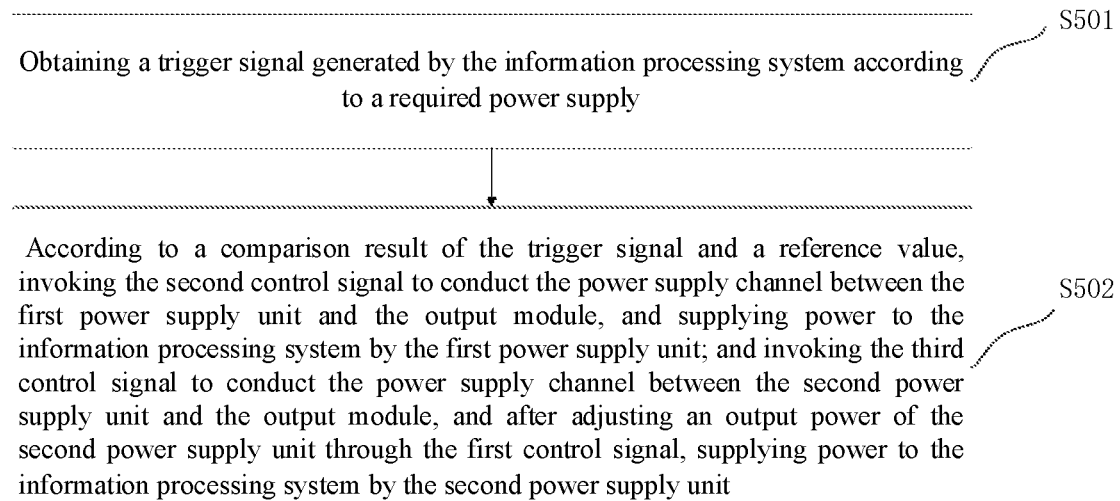 S501
Obtaining a trigger signal generated by the information processing system according
to a required power supply
According to a comparison result of the trigger signal and a reference value,
invoking the second control signal to conduct the power supply channel between the
S502
first power supply unit and the output module, and supplying power to the
information processing system by the first power supply unit; and invoking the third
control signal to conduct the power supply channel between the second power
supply unit and the output module, and after adjusting an output power of the
second power supply unit through the first control signal, supplying power to the
information processing system by the second power supply unit